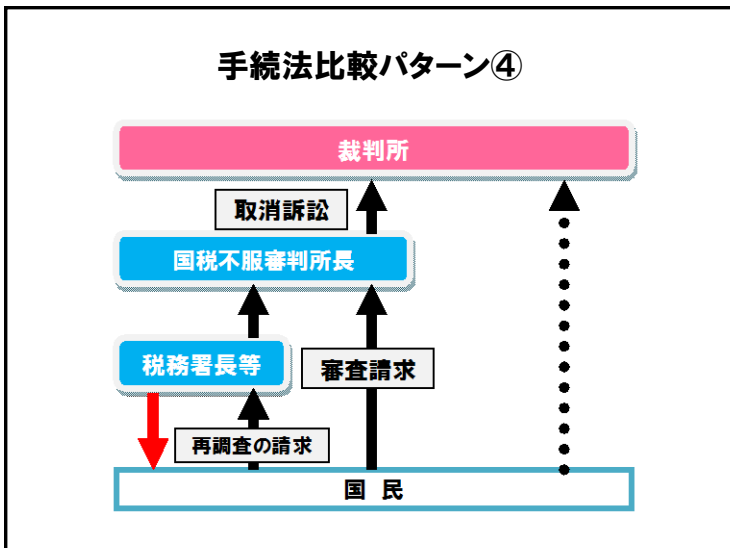 手続法比較パターン④
裁判所
取消訴訟
国税不服審判所長
税務署長等
審査請求
再調査の請求
国 民